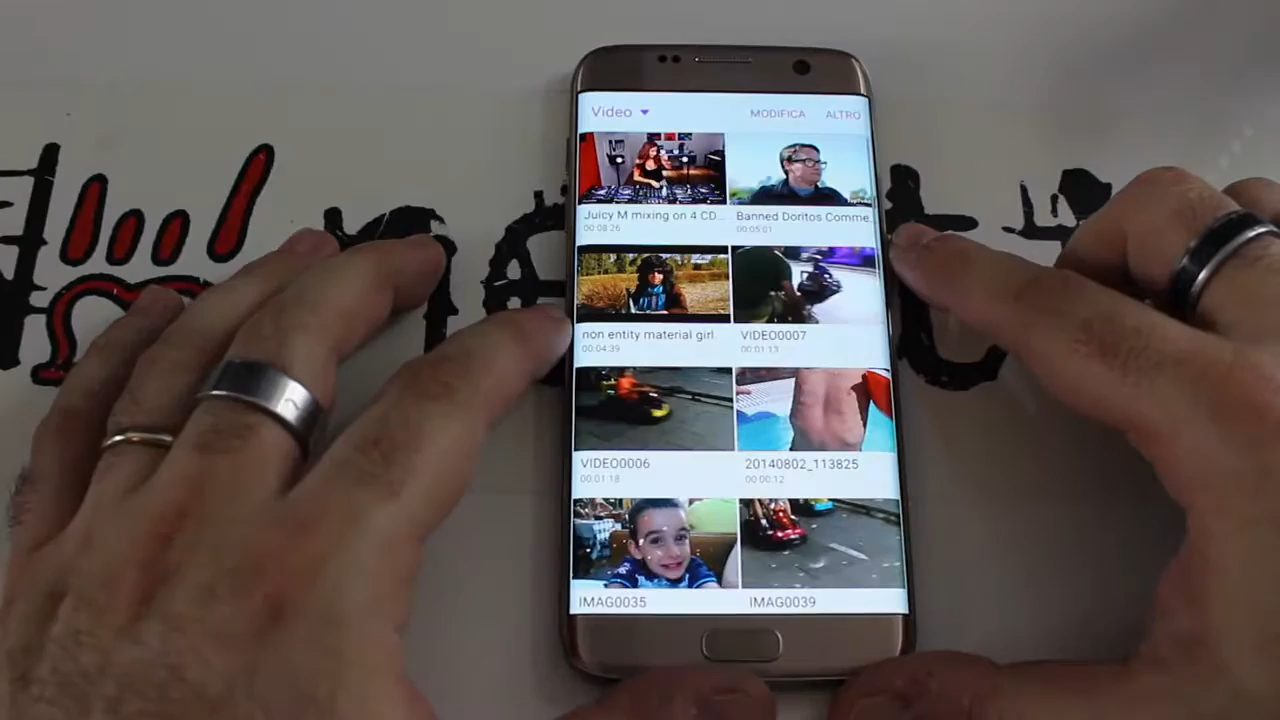 Video
MODIFICA
ALTRO
Juicy M mixing on 4 CD...
00:08:26
Banned Doritos Comme...
00:05:01
non entity material girl
00:04:39
VIDEO0007
00:01:13
VIDEO0006
00:01:18
20140802_113825
00:00:12
IMAG0035
IMAG0039